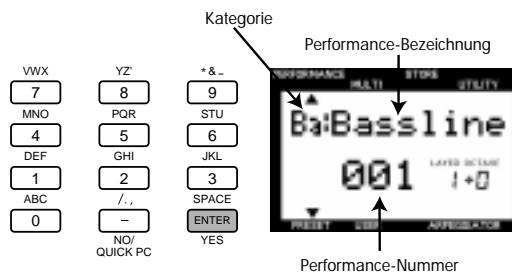 Kategorie
Performance-Bezeichnung
VWX YZ' *&_
7 8 9
MNO PQR STU
4 5 6
DEF GHI JKL
1 2 3
ABC /., SPACE
0 – ENTER
NO/ QUICK PC YES
PERFORMANCE MULTI STORE UTILITY
Ba:Bassline
LAYER OCTAVE
001 1+0
PRESET USER ARPEGGIATOR
Performance-Nummer